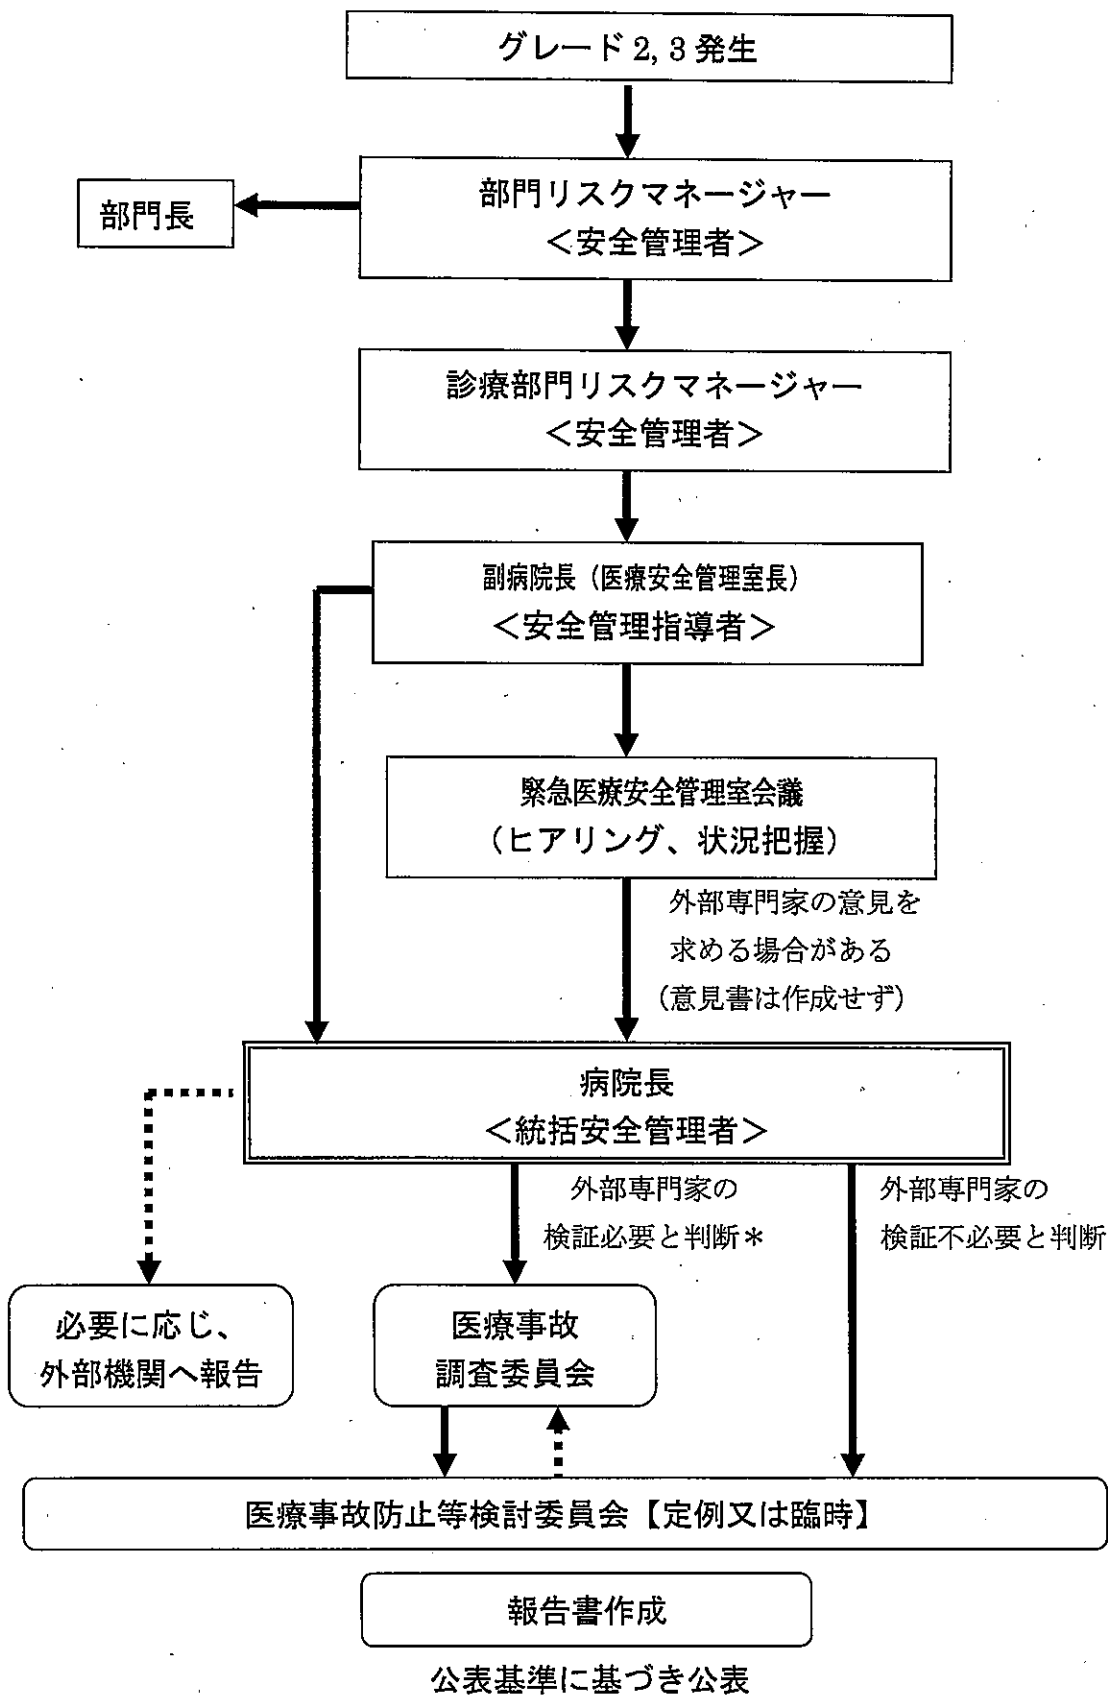 グレード2, 3発生
部門リスクマネージャー
＜安全管理者＞
部門長
診療部門リスクマネージャー
＜安全管理者＞
副病院長（医療安全管理室長）
＜安全管理指導者＞
緊急医療安全管理室会議
（ヒアリング、状況把握）
外部専門家の意見を
求める場合がある
（意見書は作成せず）
病院長
＜統括安全管理者＞
外部専門家の
検証必要と判断＊
外部専門家の
検証不必要と判断
必要に応じ、
外部機関へ報告
医療事故
調査委員会
医療事故防止等検討委員会【定例又は臨時】
報告書作成
公表基準に基づき公表